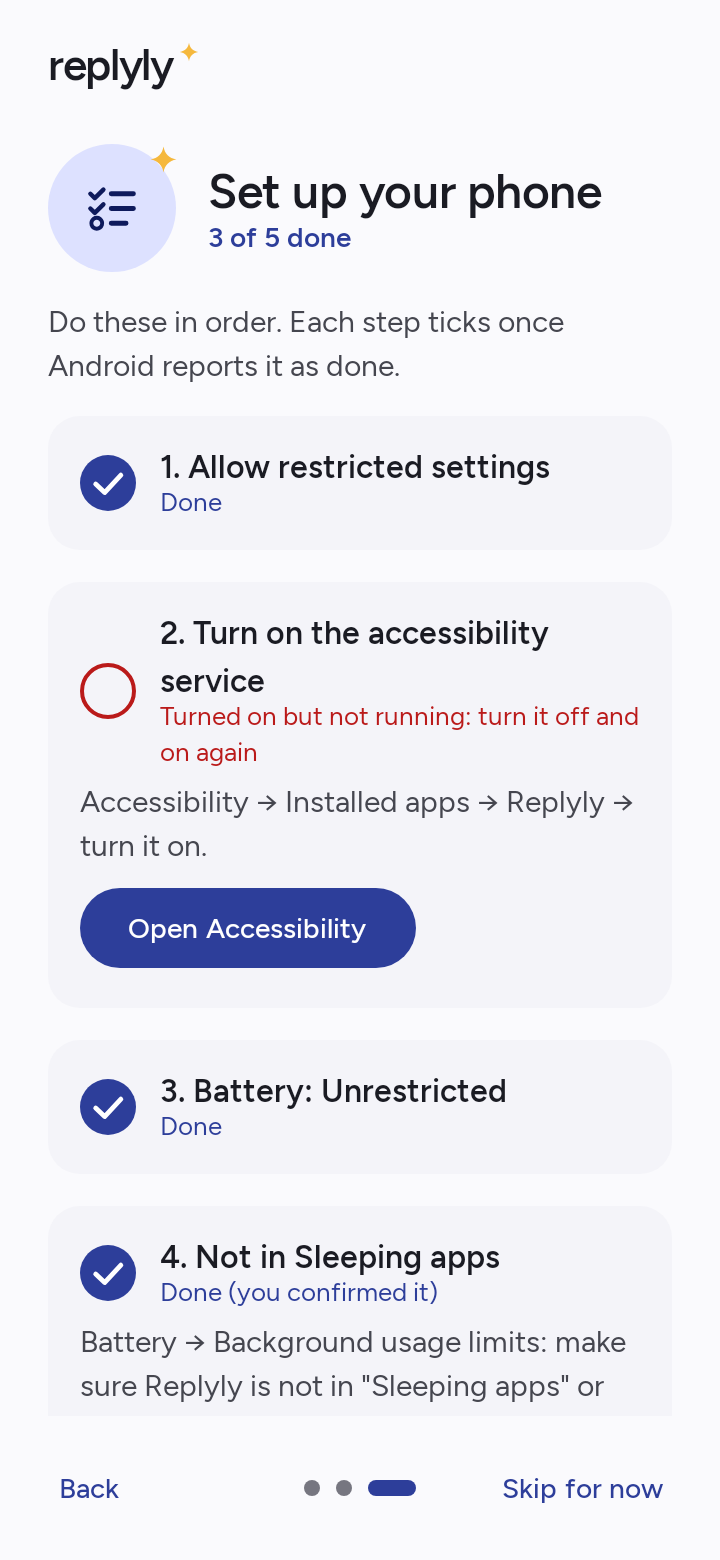 replyly
Set up your phone
3 of 5 done
Do these in order. Each step ticks once
Android reports it as done.
1. Allow restricted settings
Done
2. Turn on the accessibility
service
Turned on but not running: turn it off and
on again
Accessibility → Installed apps → Replyly →
turn it on.
Open Accessibility
3. Battery: Unrestricted
Done
4. Not in Sleeping apps
Done (you confirmed it)
Battery → Background usage limits: make
sure Replyly is not in "Sleeping apps" or
Back
Skip for now